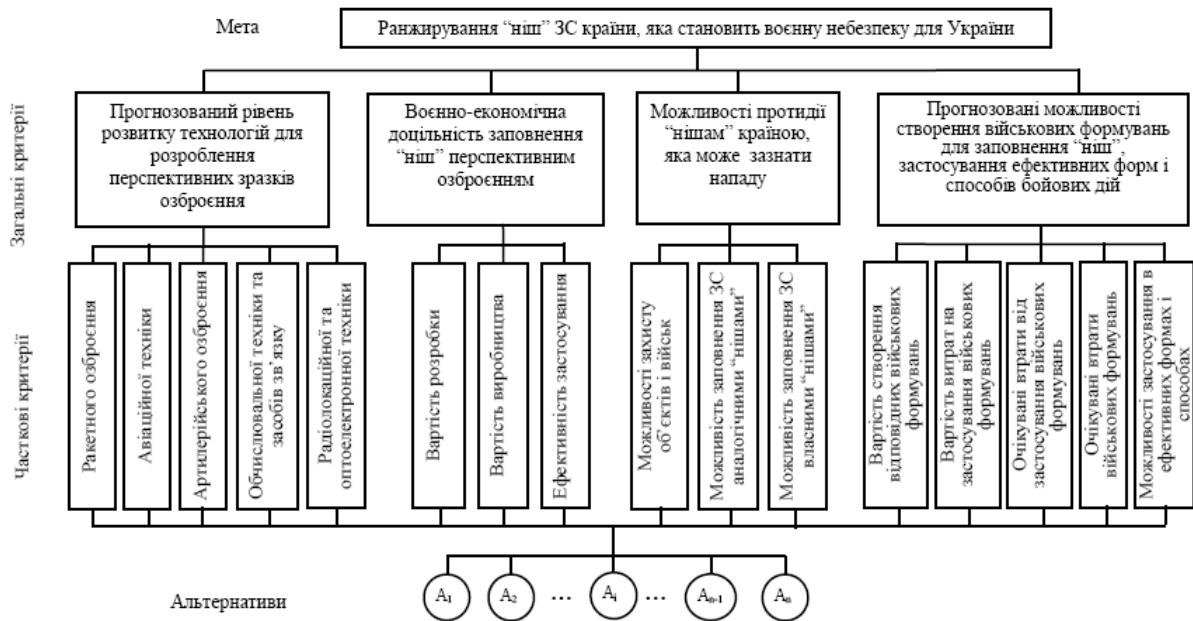 Мета
Ранжирування “ніш” ЗС країни, яка становить воєнну небезпеку для України
Загальні критерії
Прогнозований рівень
розвитку технологій для
розроблення
перспективних зразків
озброєння
Воєнно-економічна
доцільність заповнення
“ніш” перспективним
озброєнням
Можливості протидії
“нішам” країною,
яка може зазнати
нападу
Прогнозовані можливості
створення військових формувань
для заповнення “ніш”,
застосування ефективних форм і
способів бойових дій
Часткові критерії
Ракетного озброєння
Авіаційної техніки
Артилерійського озброєння
Обчислювальної техніки та
засобів зв’язку
Радіолокаційної та
оптоелектронної техніки
Вартість розробки
Вартість виробництва
Ефективність застосування
Можливості захисту
об’єктів і військ
Можливість заповнення ЗС
аналогічними “нішами”
Можливість заповнення ЗС
власними “нішами”
Вартість створення
відповідних військових
формувань
Вартість витрат на
застосування військових
формувань
Очікувані втрати від
застосування військових
формувань
Очікувані втрати
військових формувань
Можливості застосування в
ефективних формах і
способах
Альтернативи
A1
A2
...
Ai
...
An-1
An